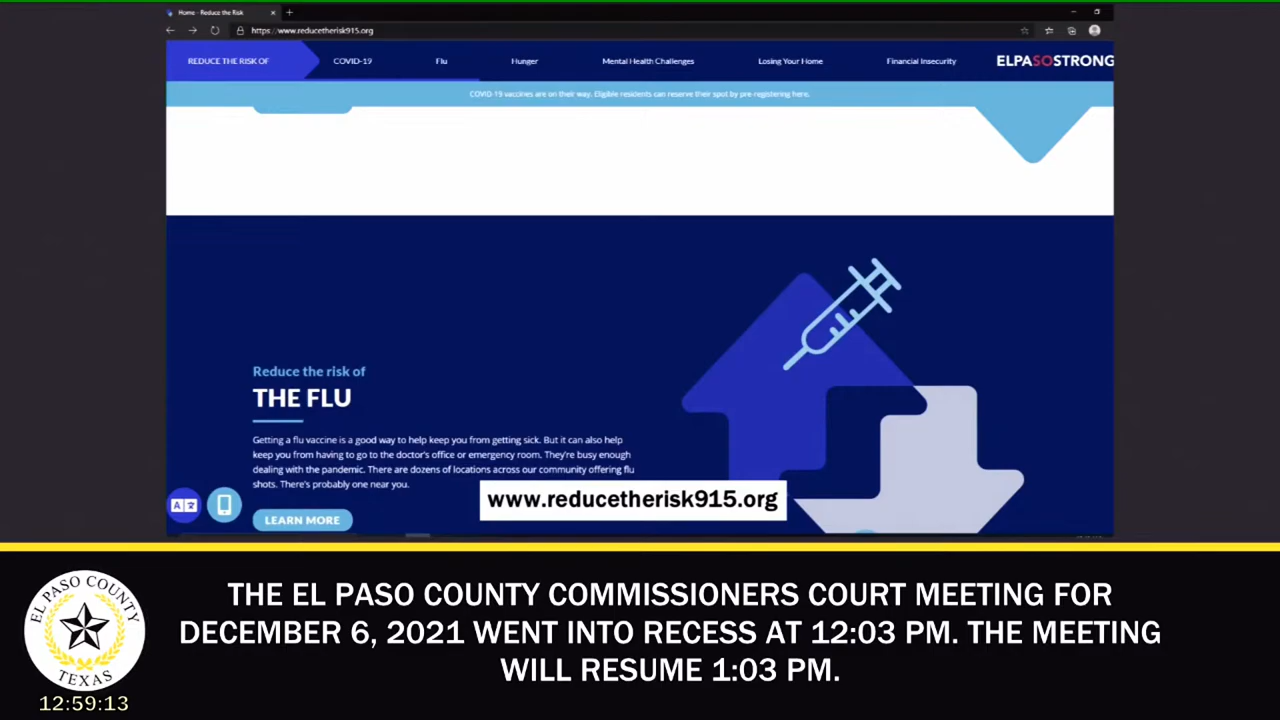 Home - Reduce the Risk
https://www.reducetherisk915.org
REDUCE THE RISK OF
COVID-19
Flu
Hunger
Mental Health Challenges
Losing Your Home
Financial Insecurity
ELPASOSTRONG
COVID-19 vaccines are on their way. Eligible residents can reserve their spot by pre-registering here.
Reduce the risk of
THE FLU
Getting a flu vaccine is a good way to help keep you from getting sick. But it can also help
keep you from having to go to the doctor's office or emergency room. They're busy enough
dealing with the pandemic. There are dozens of locations across our community offering flu
shots. There's probably one near you.
LEARN MORE
www.reducetherisk915.org
EL PASO COUNTY
TEXAS
12:59:13
THE EL PASO COUNTY COMMISSIONERS COURT MEETING FOR
DECEMBER 6, 2021 WENT INTO RECESS AT 12:03 PM. THE MEETING
WILL RESUME 1:03 PM.